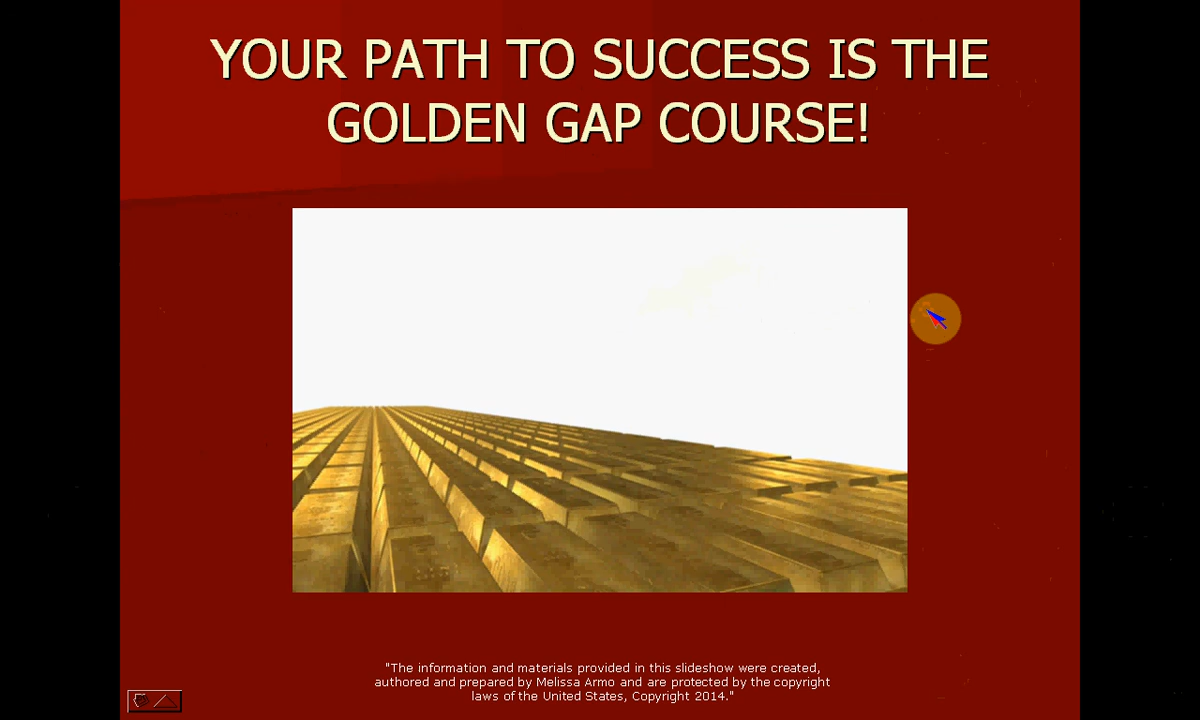 YOUR PATH TO SUCCESS IS THE
GOLDEN GAP COURSE!
"The information and materials provided in this slideshow were created,
authored and prepared by Melissa Armo and are protected by the copyright
laws of the United States, Copyright 2014."